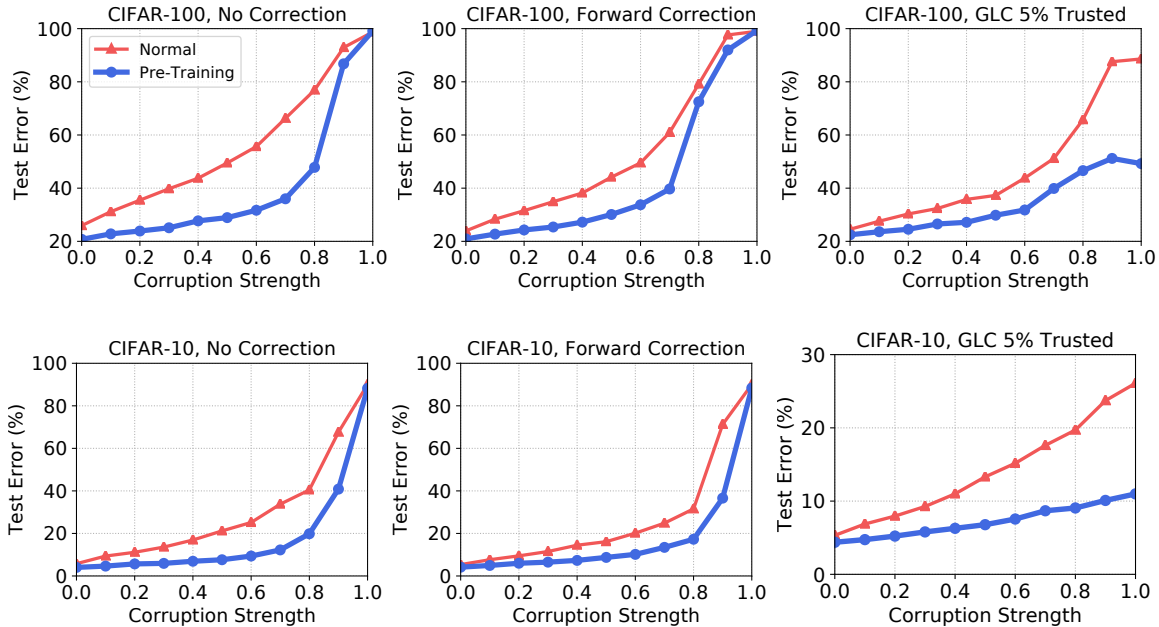 CIFAR-100, No Correction
100
80
60
40
20
Test Error (%)
Normal
Pre-Training
0.0 0.2 0.4 0.6 0.8 1.0
Corruption Strength
CIFAR-100, Forward Correction
100
80
60
40
20
Test Error (%)
0.0 0.2 0.4 0.6 0.8 1.0
Corruption Strength
CIFAR-100, GLC 5% Trusted
100
80
60
40
20
Test Error (%)
0.0 0.2 0.4 0.6 0.8 1.0
Corruption Strength
CIFAR-10, No Correction
100
80
60
40
20
0
Test Error (%)
0.0 0.2 0.4 0.6 0.8 1.0
Corruption Strength
CIFAR-10, Forward Correction
100
80
60
40
20
0
Test Error (%)
0.0 0.2 0.4 0.6 0.8 1.0
Corruption Strength
CIFAR-10, GLC 5% Trusted
30
20
10
0
Test Error (%)
0.0 0.2 0.4 0.6 0.8 1.0
Corruption Strength